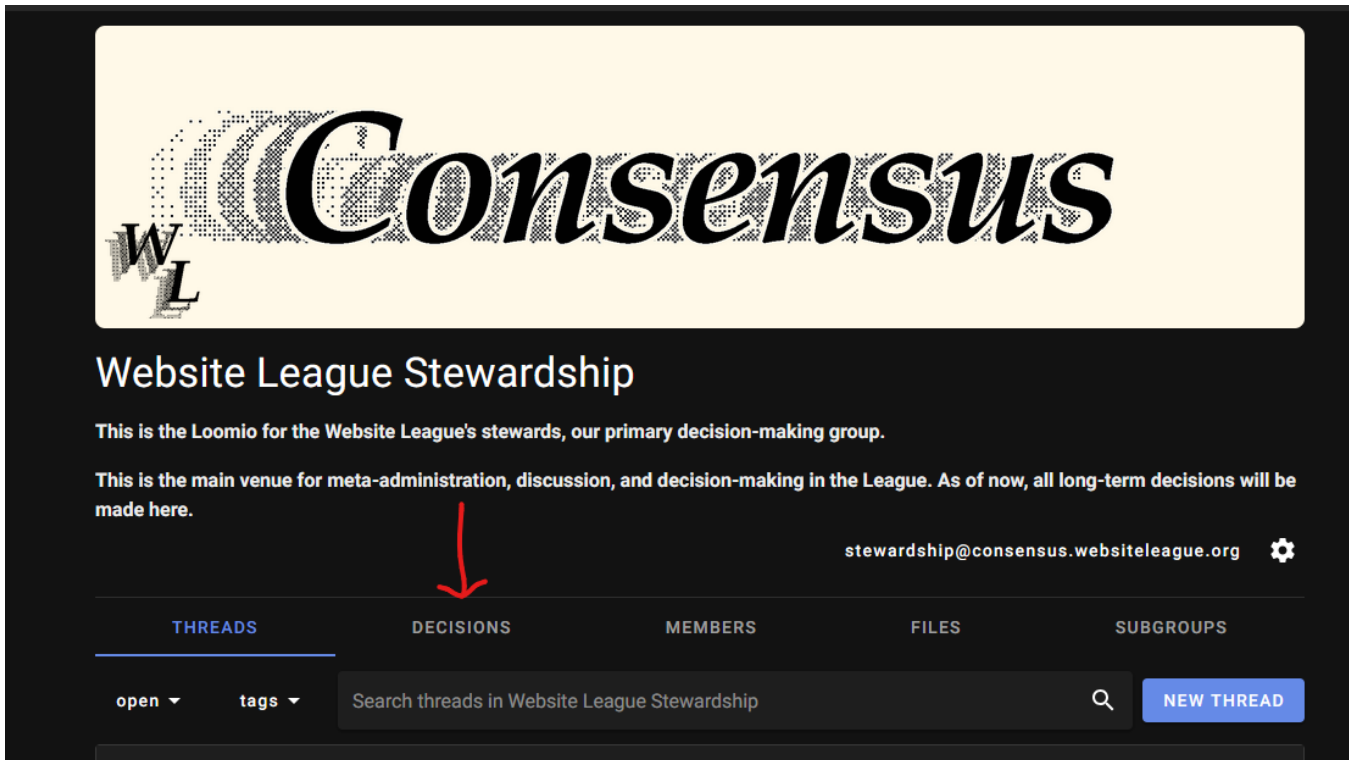 Consensus
WL
Website League Stewardship
This is the Loomio for the Website League's stewards, our primary decision-making group.
This is the main venue for meta-administration, discussion, and decision-making in the League. As of now, all long-term decisions will be
made here.
stewardship@consensus.websiteleague.org
THREADS DECISIONS MEMBERS FILES SUBGROUPS
open tags Search threads in Website League Stewardship NEW THREAD